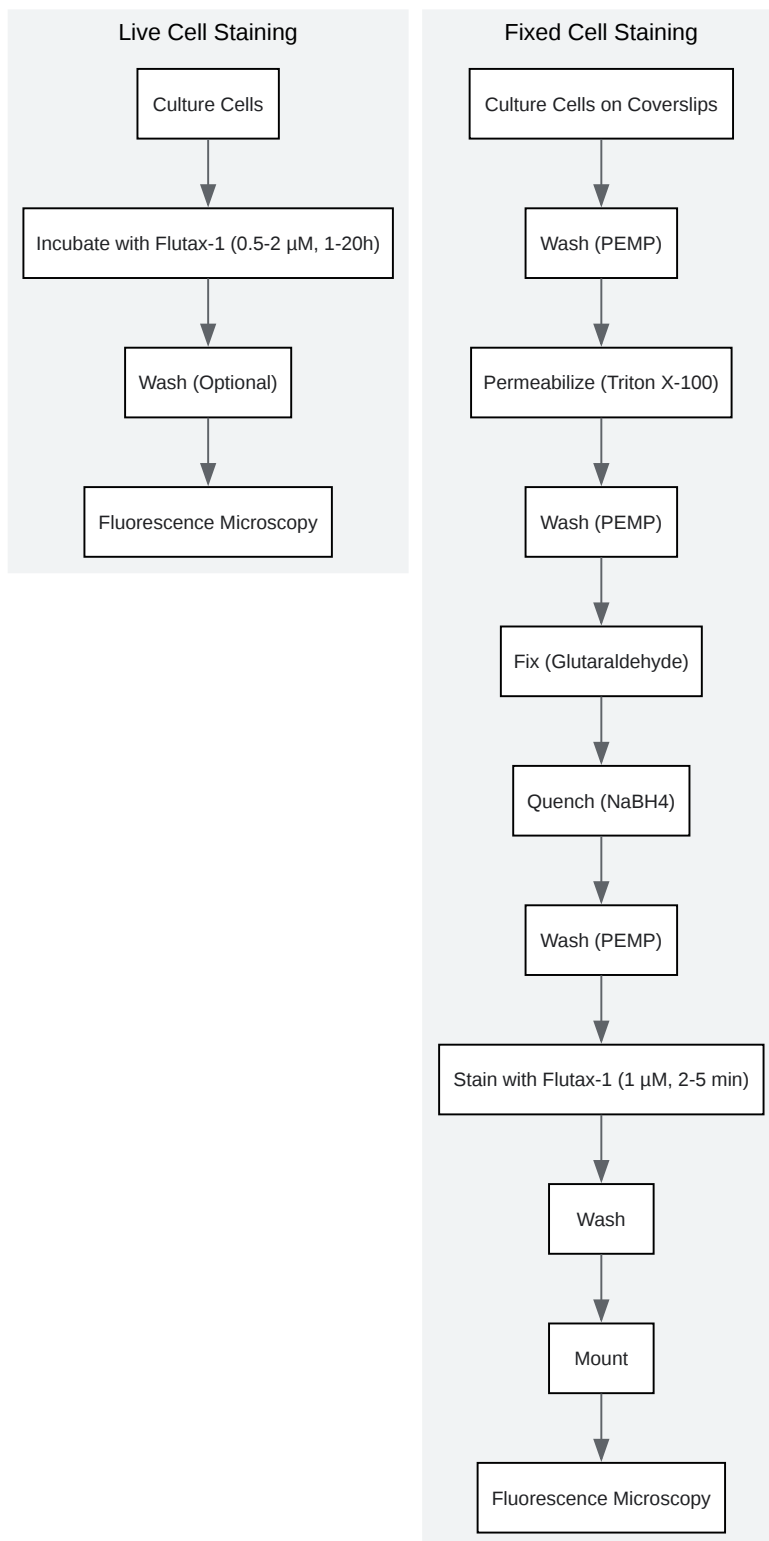 Live Cell Staining
Culture Cells
Incubate with Flutax-1 (0.5-2 µM, 1-20h)
Wash (Optional)
Fluorescence Microscopy
Fixed Cell Staining
Culture Cells on Coverslips
Wash (PEMP)
Permeabilize (Triton X-100)
Wash (PEMP)
Fix (Glutaraldehyde)
Quench (NaBH4)
Wash (PEMP)
Stain with Flutax-1 (1 µM, 2-5 min)
Wash
Mount
Fluorescence Microscopy